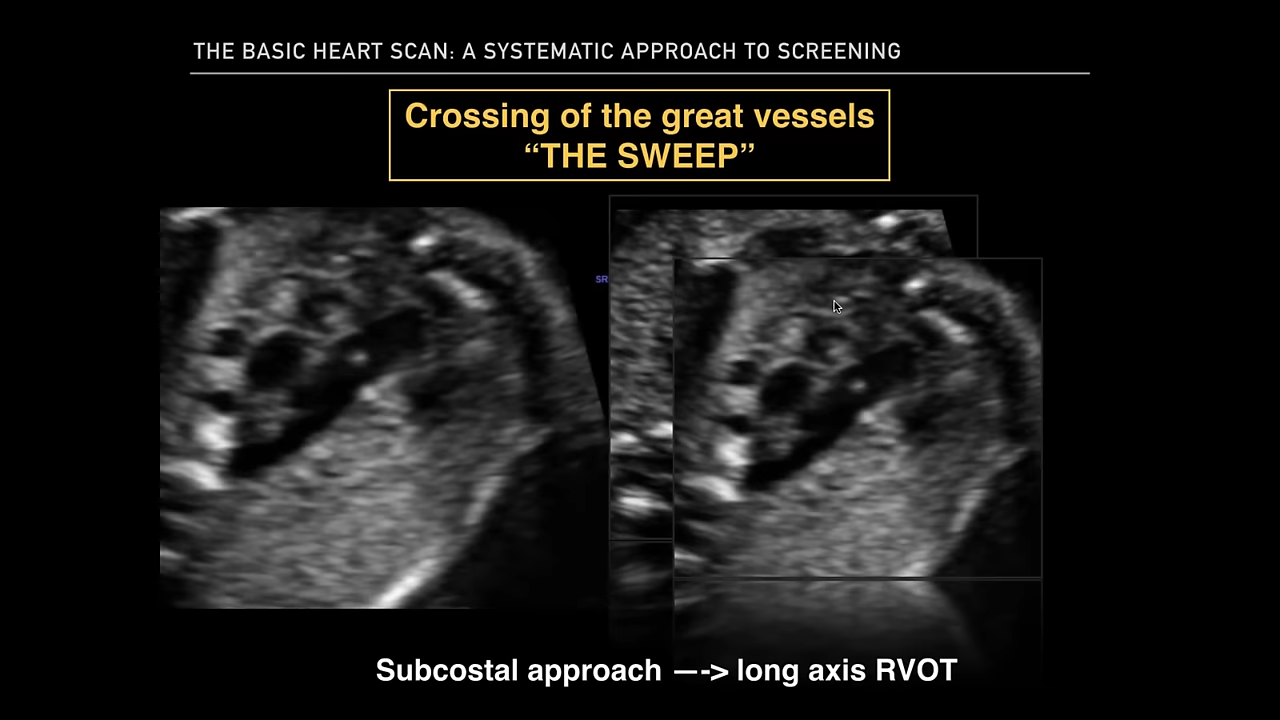 THE BASIC HEART SCAN: A SYSTEMATIC APPROACH TO SCREENING
Crossing of the great vessels
“THE SWEEP”
SR
Subcostal approach —-> long axis RVOT